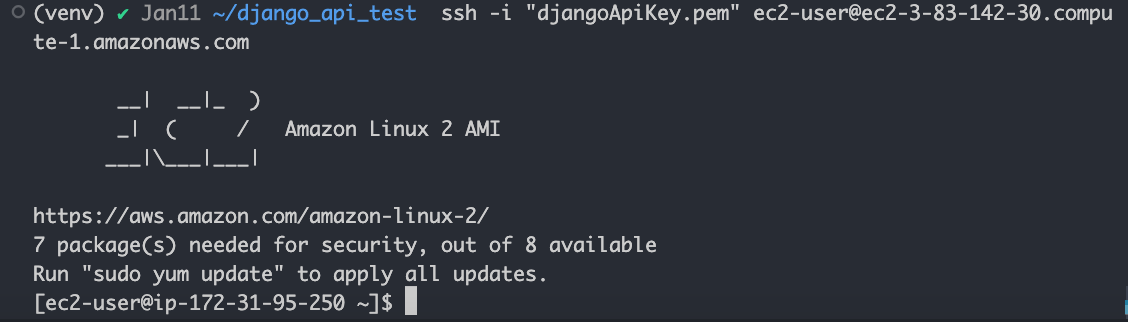 (venv) ✔ Jan11 ~/django_api_test  ssh -i "djangoApiKey.pem" ec2-user@ec2-3-83-142-30.compu
te-1.amazonaws.com
       __|  __|_  )
       _|  (     /   Amazon Linux 2 AMI
      ___|\___|___|
https://aws.amazon.com/amazon-linux-2/
7 package(s) needed for security, out of 8 available
Run "sudo yum update" to apply all updates.
[ec2-user@ip-172-31-95-250 ~]$